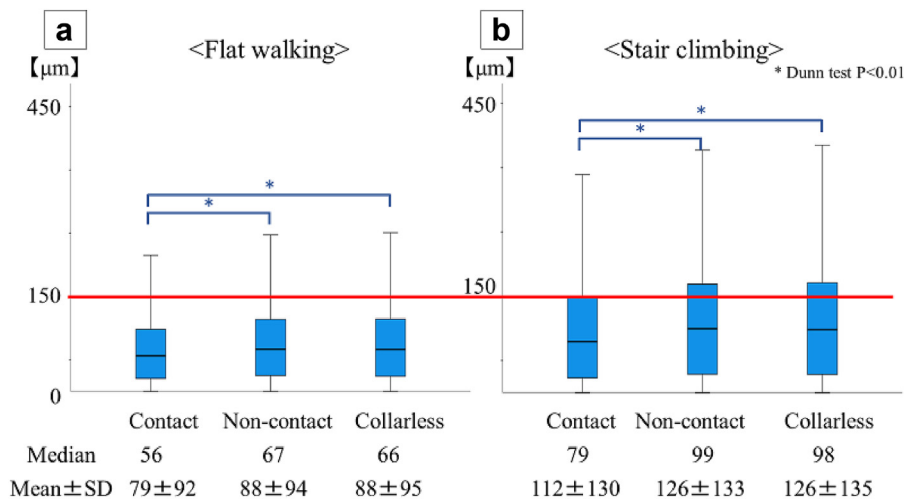 a
<Flat walking>
【μm】
450
*
*
150
0
Contact Non-contact Collarless
Median 56 67 66
Mean±SD 79±92 88±94 88±95
b
<Stair climbing>
* Dunn test P<0.01
【μm】
450
*
*
150
Contact Non-contact Collarless
79 99 98
112±130 126±133 126±135